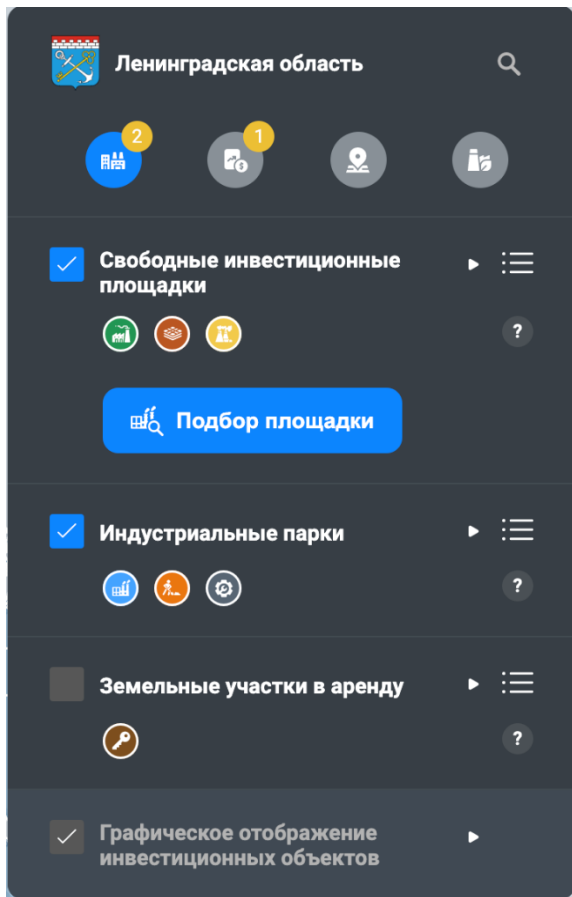 Ленинградская область
2
1
Свободные инвестиционные
площадки
?
Подбор площадки
Индустриальные парки
?
Земельные участки в аренду
?
Графическое отображение
инвестиционных объектов